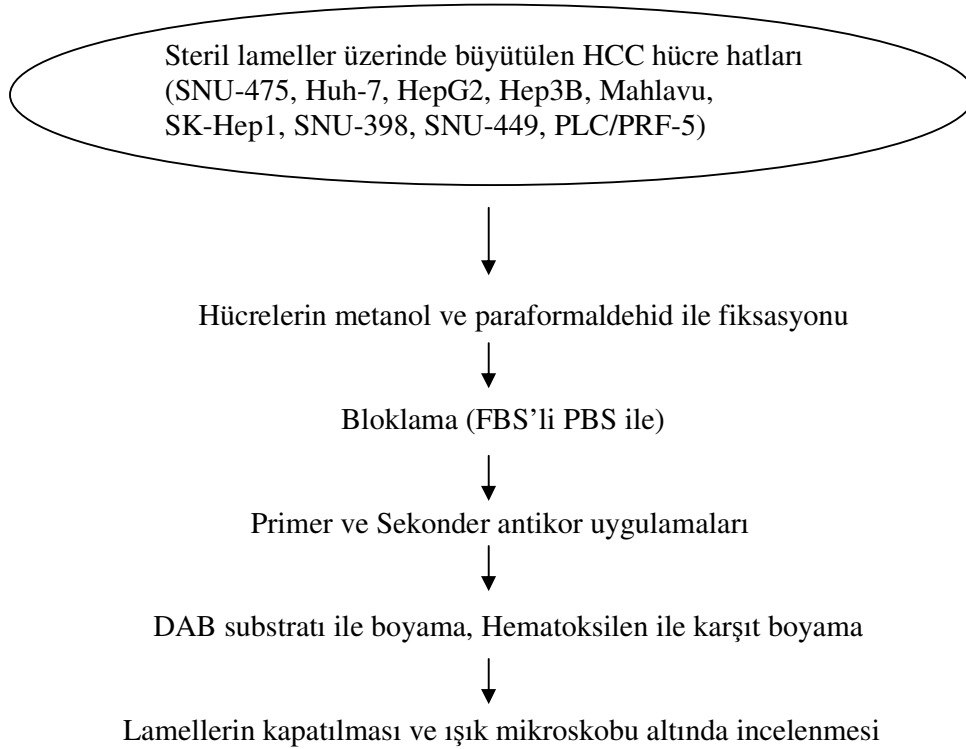 Steril lameller üzerinde büyütülen HCC hücre hatları
(SNU-475, Huh-7, HepG2, Hep3B, Mahlavu,
SK-Hep1, SNU-398, SNU-449, PLC/PRF-5)
Hücrelerin metanol ve paraformaldehid ile fiksasyonu
Bloklama (FBS’li PBS ile)
Primer ve Sekonder antikor uygulamaları
DAB substratı ile boyama, Hematoksilen ile karşıt boyama
Lamellerin kapatılması ve ışık mikroskobu altında incelenmesi